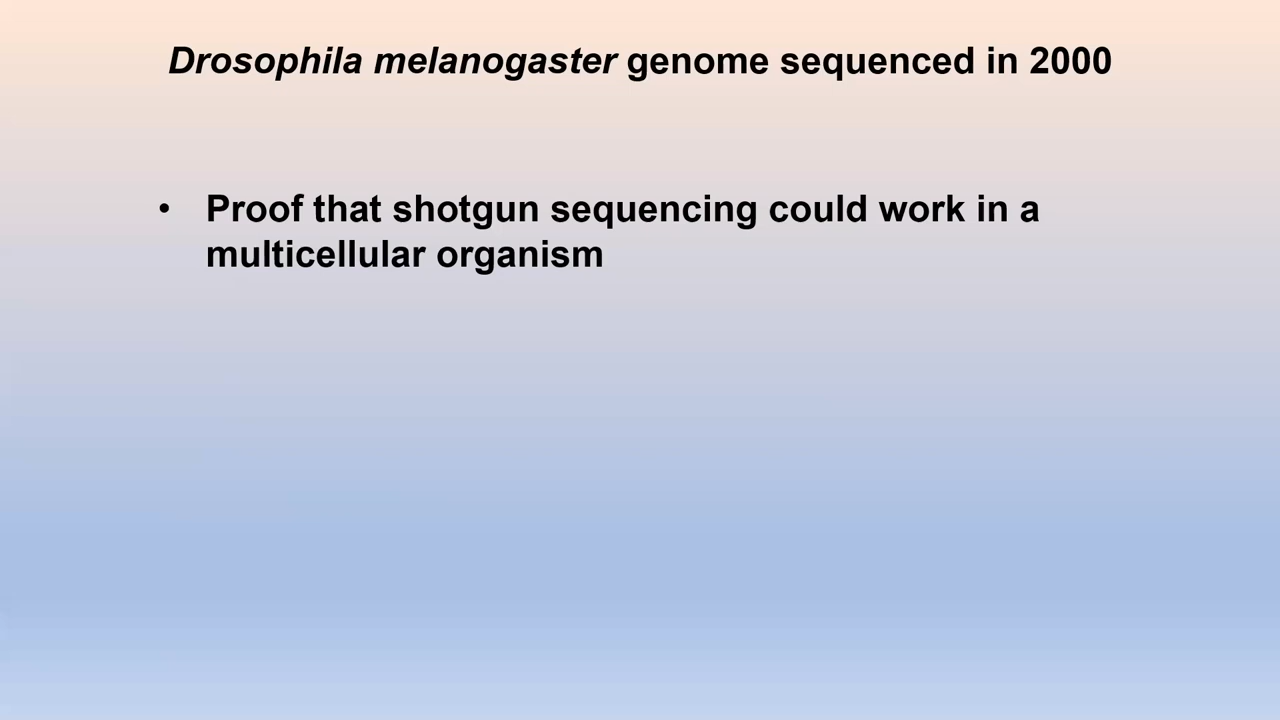 Drosophila melanogaster genome sequenced in 2000
• Proof that shotgun sequencing could work in a
multicellular organism